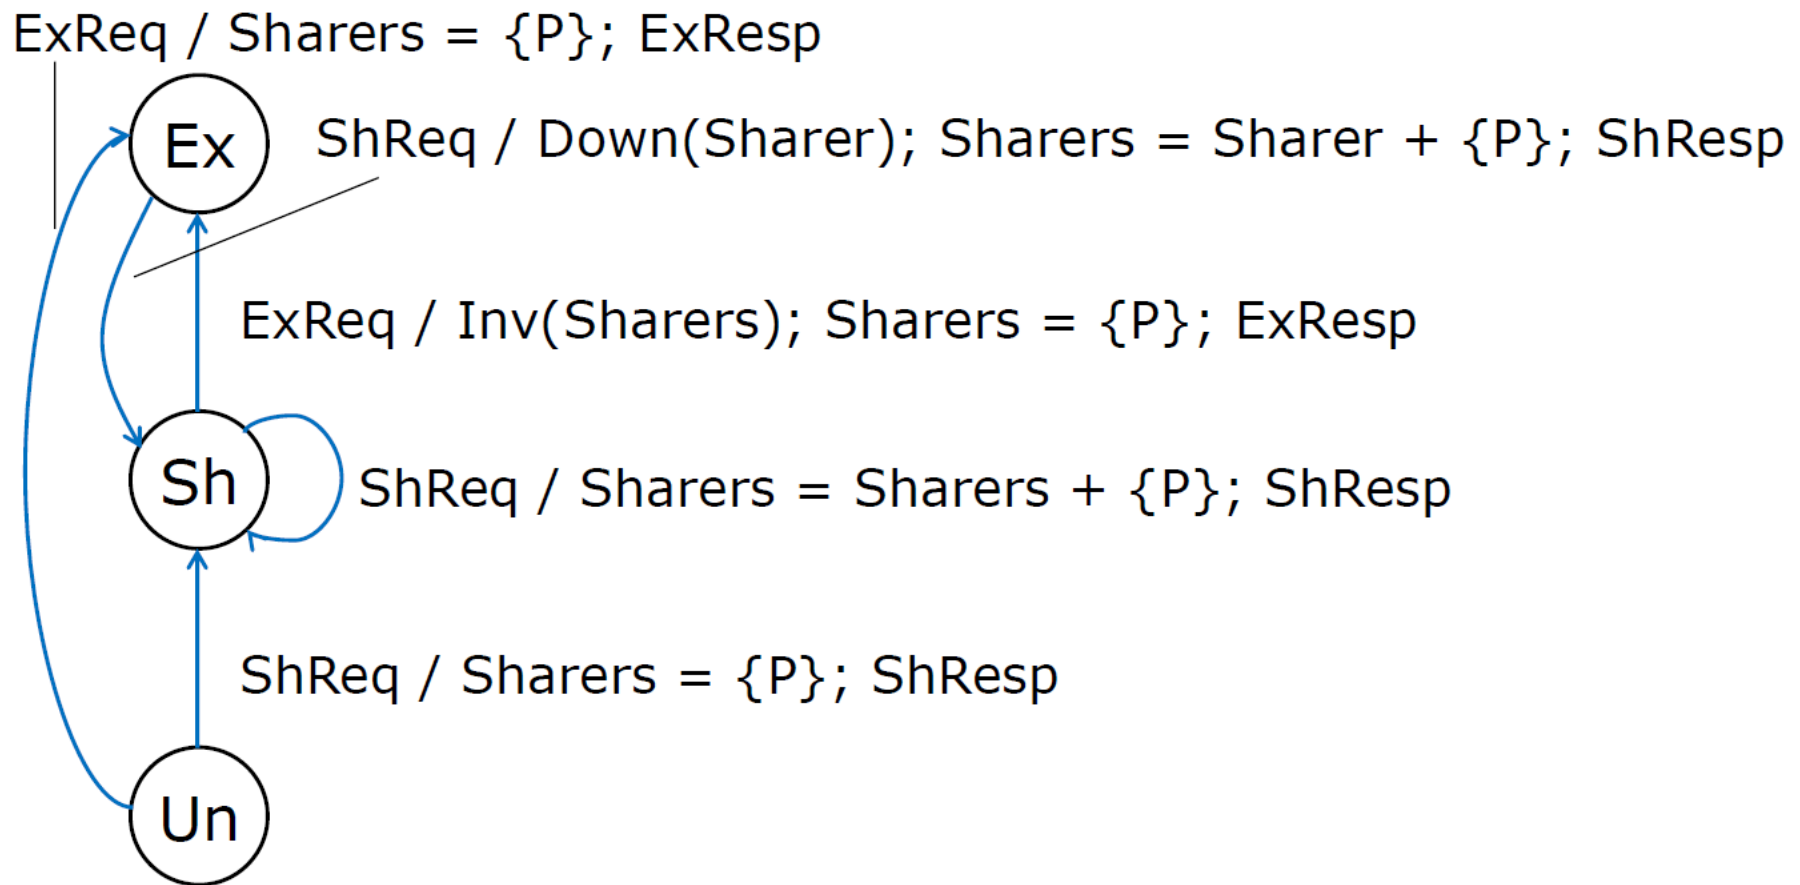 ExReq / Sharers = {P}; ExResp
Ex
ShReq / Down(Sharer); Sharers = Sharer + {P}; ShResp
ExReq / Inv(Sharers); Sharers = {P}; ExResp
Sh
ShReq / Sharers = Sharers + {P}; ShResp
ShReq / Sharers = {P}; ShResp
Un